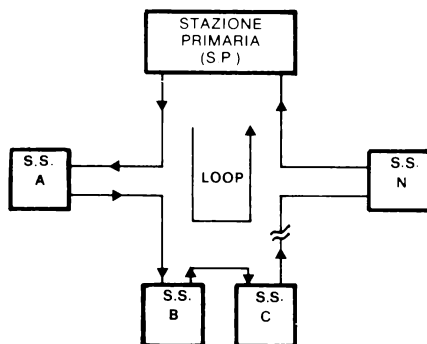 STAZIONE
PRIMARIA
(S P)
S.S.
A
LOOP
S.S.
N
S.S.
B
S.S.
C